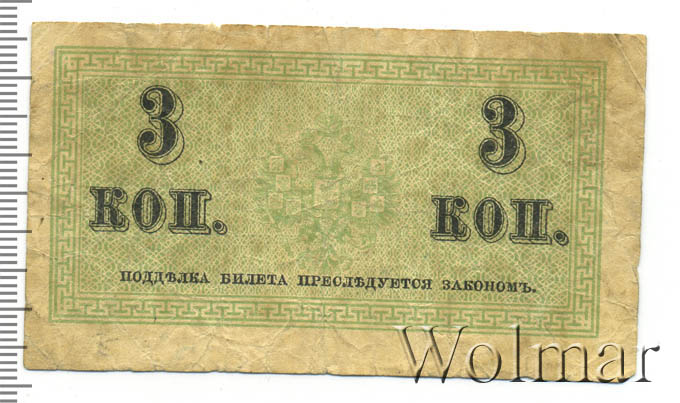 3 3
КОП. КОП.
ПОДДѢЛКА БИЛЕТА ПРЕСЛѢДУЕТСЯ ЗАКОНОМЪ.
Wolmar